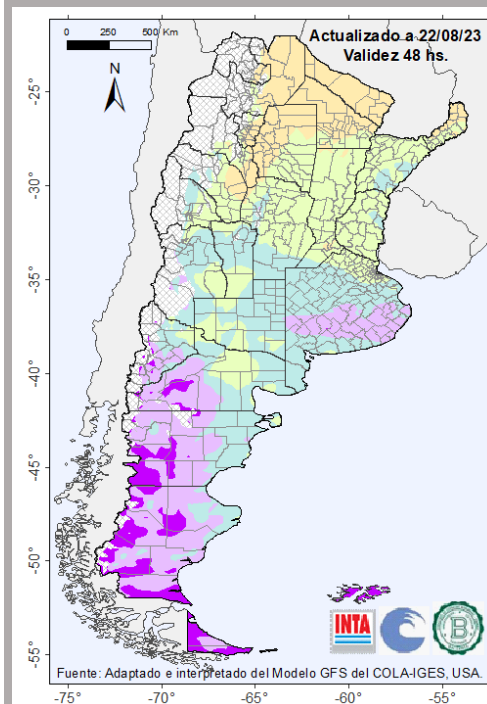 0 250 500 Km
Actualizado a 22/08/23
Validez 48 hs.
N
-25°
-30°
-35°
-40°
-45°
-50°
-55°
INTA
B
Fuente: Adaptado e interpretado del Modelo GFS del COLA-IGES, USA.
-75 -70 -65 -60 -55